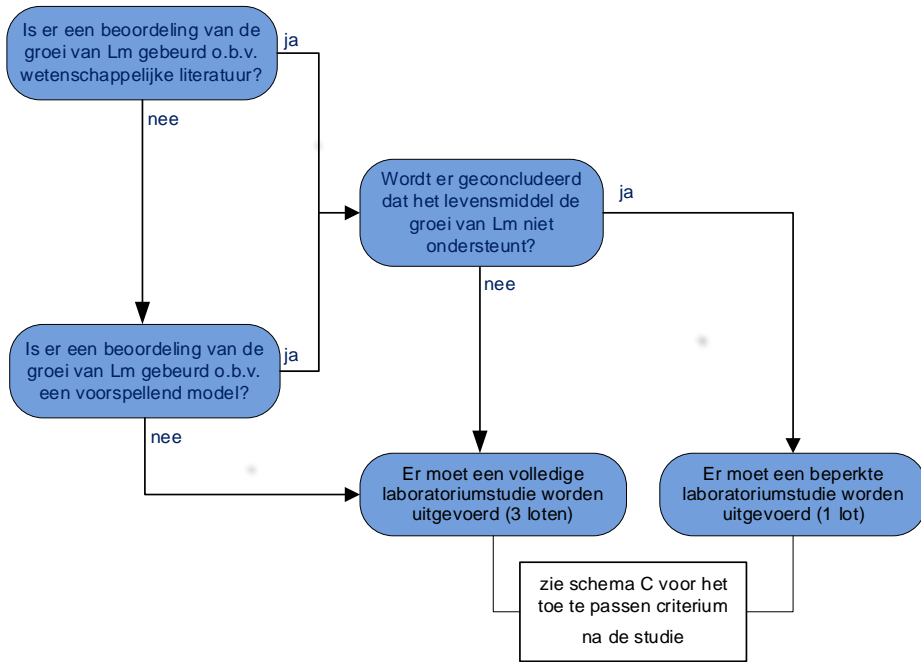 Is er een beoordeling van de
groei van Lm gebeurd o.b.v.
wetenschappelijke literatuur?
ja
nee
Wordt er geconcludeerd
dat het levensmiddel de
groei van Lm niet
ondersteunt?
ja
nee
Is er een beoordeling van de
groei van Lm gebeurd o.b.v.
een voorspellend model?
ja
nee
Er moet een volledige
laboratoriumstudie worden
uitgevoerd (3 loten)
Er moet een beperkte
laboratoriumstudie worden
uitgevoerd (1 lot)
zie schema C voor het
toe te passen criterium
na de studie